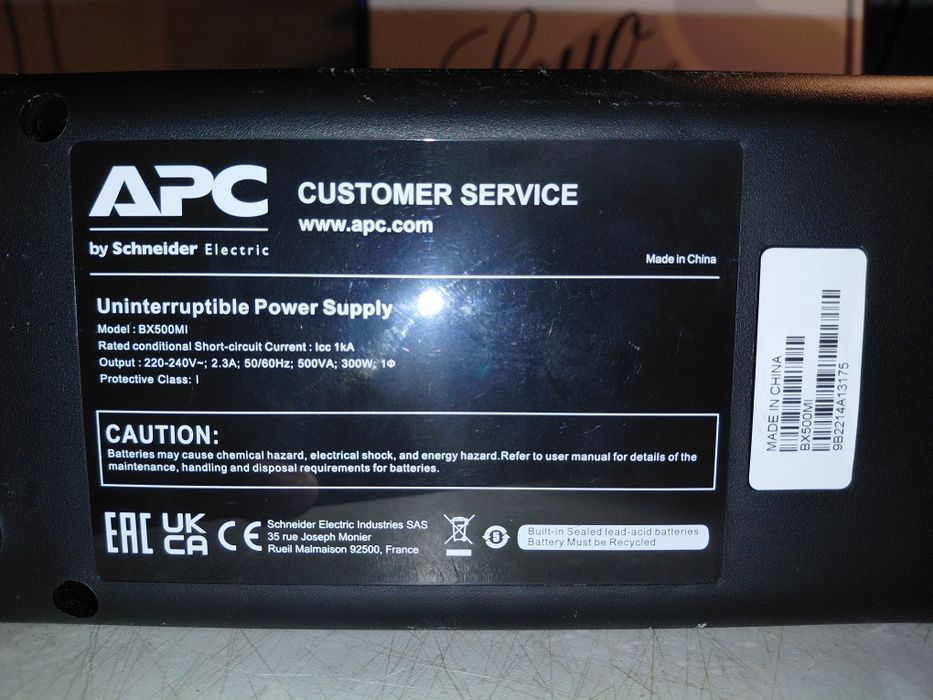 Love
APC
by Schneider Electric
CUSTOMER SERVICE
www.apc.com
Made in China
Uninterruptible Power Supply
Model : BX500MI
Rated conditional Short-circuit Current : Icc 1kA
Output : 220-240V~; 2.3A; 50/60Hz; 500VA; 300W; 1Φ
Protective Class: I
CAUTION:
Batteries may cause chemical hazard, electrical shock, and energy hazard.Refer to user manual for details of the
maintenance, handling and disposal requirements for batteries.
EAC
UK
CA
CE
Schneider Electric Industries SAS
35 rue Joseph Monier
Rueil Malmaison 92500, France
Built-in Sealed lead-acid batteries
Battery Must be Recycled
MADE IN CHINA
BX500MI
9B2214A13175